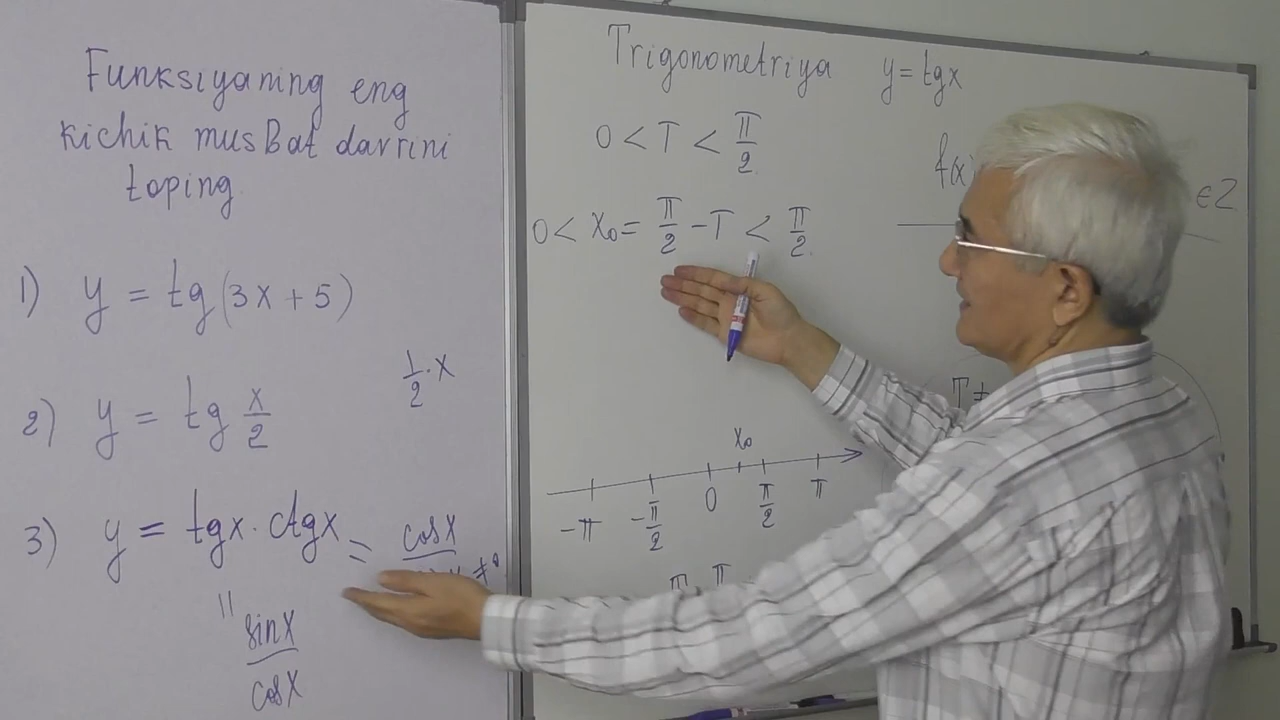 Funksiyaning eng
kichik musBat davrini
toping
1) y = tg(3x + 5)
1/2 · x
2) y = tg x/2
3) y = tgx · ctgx = cosx
≠0
"
sinx/cosx
Trigonometriya y = tgx
0 < T < π/2
f(x)
∈Z
0 < x₀ = π/2 - T < π/2
T ≠
x₀
-π -π/2 0 π/2 π
π π